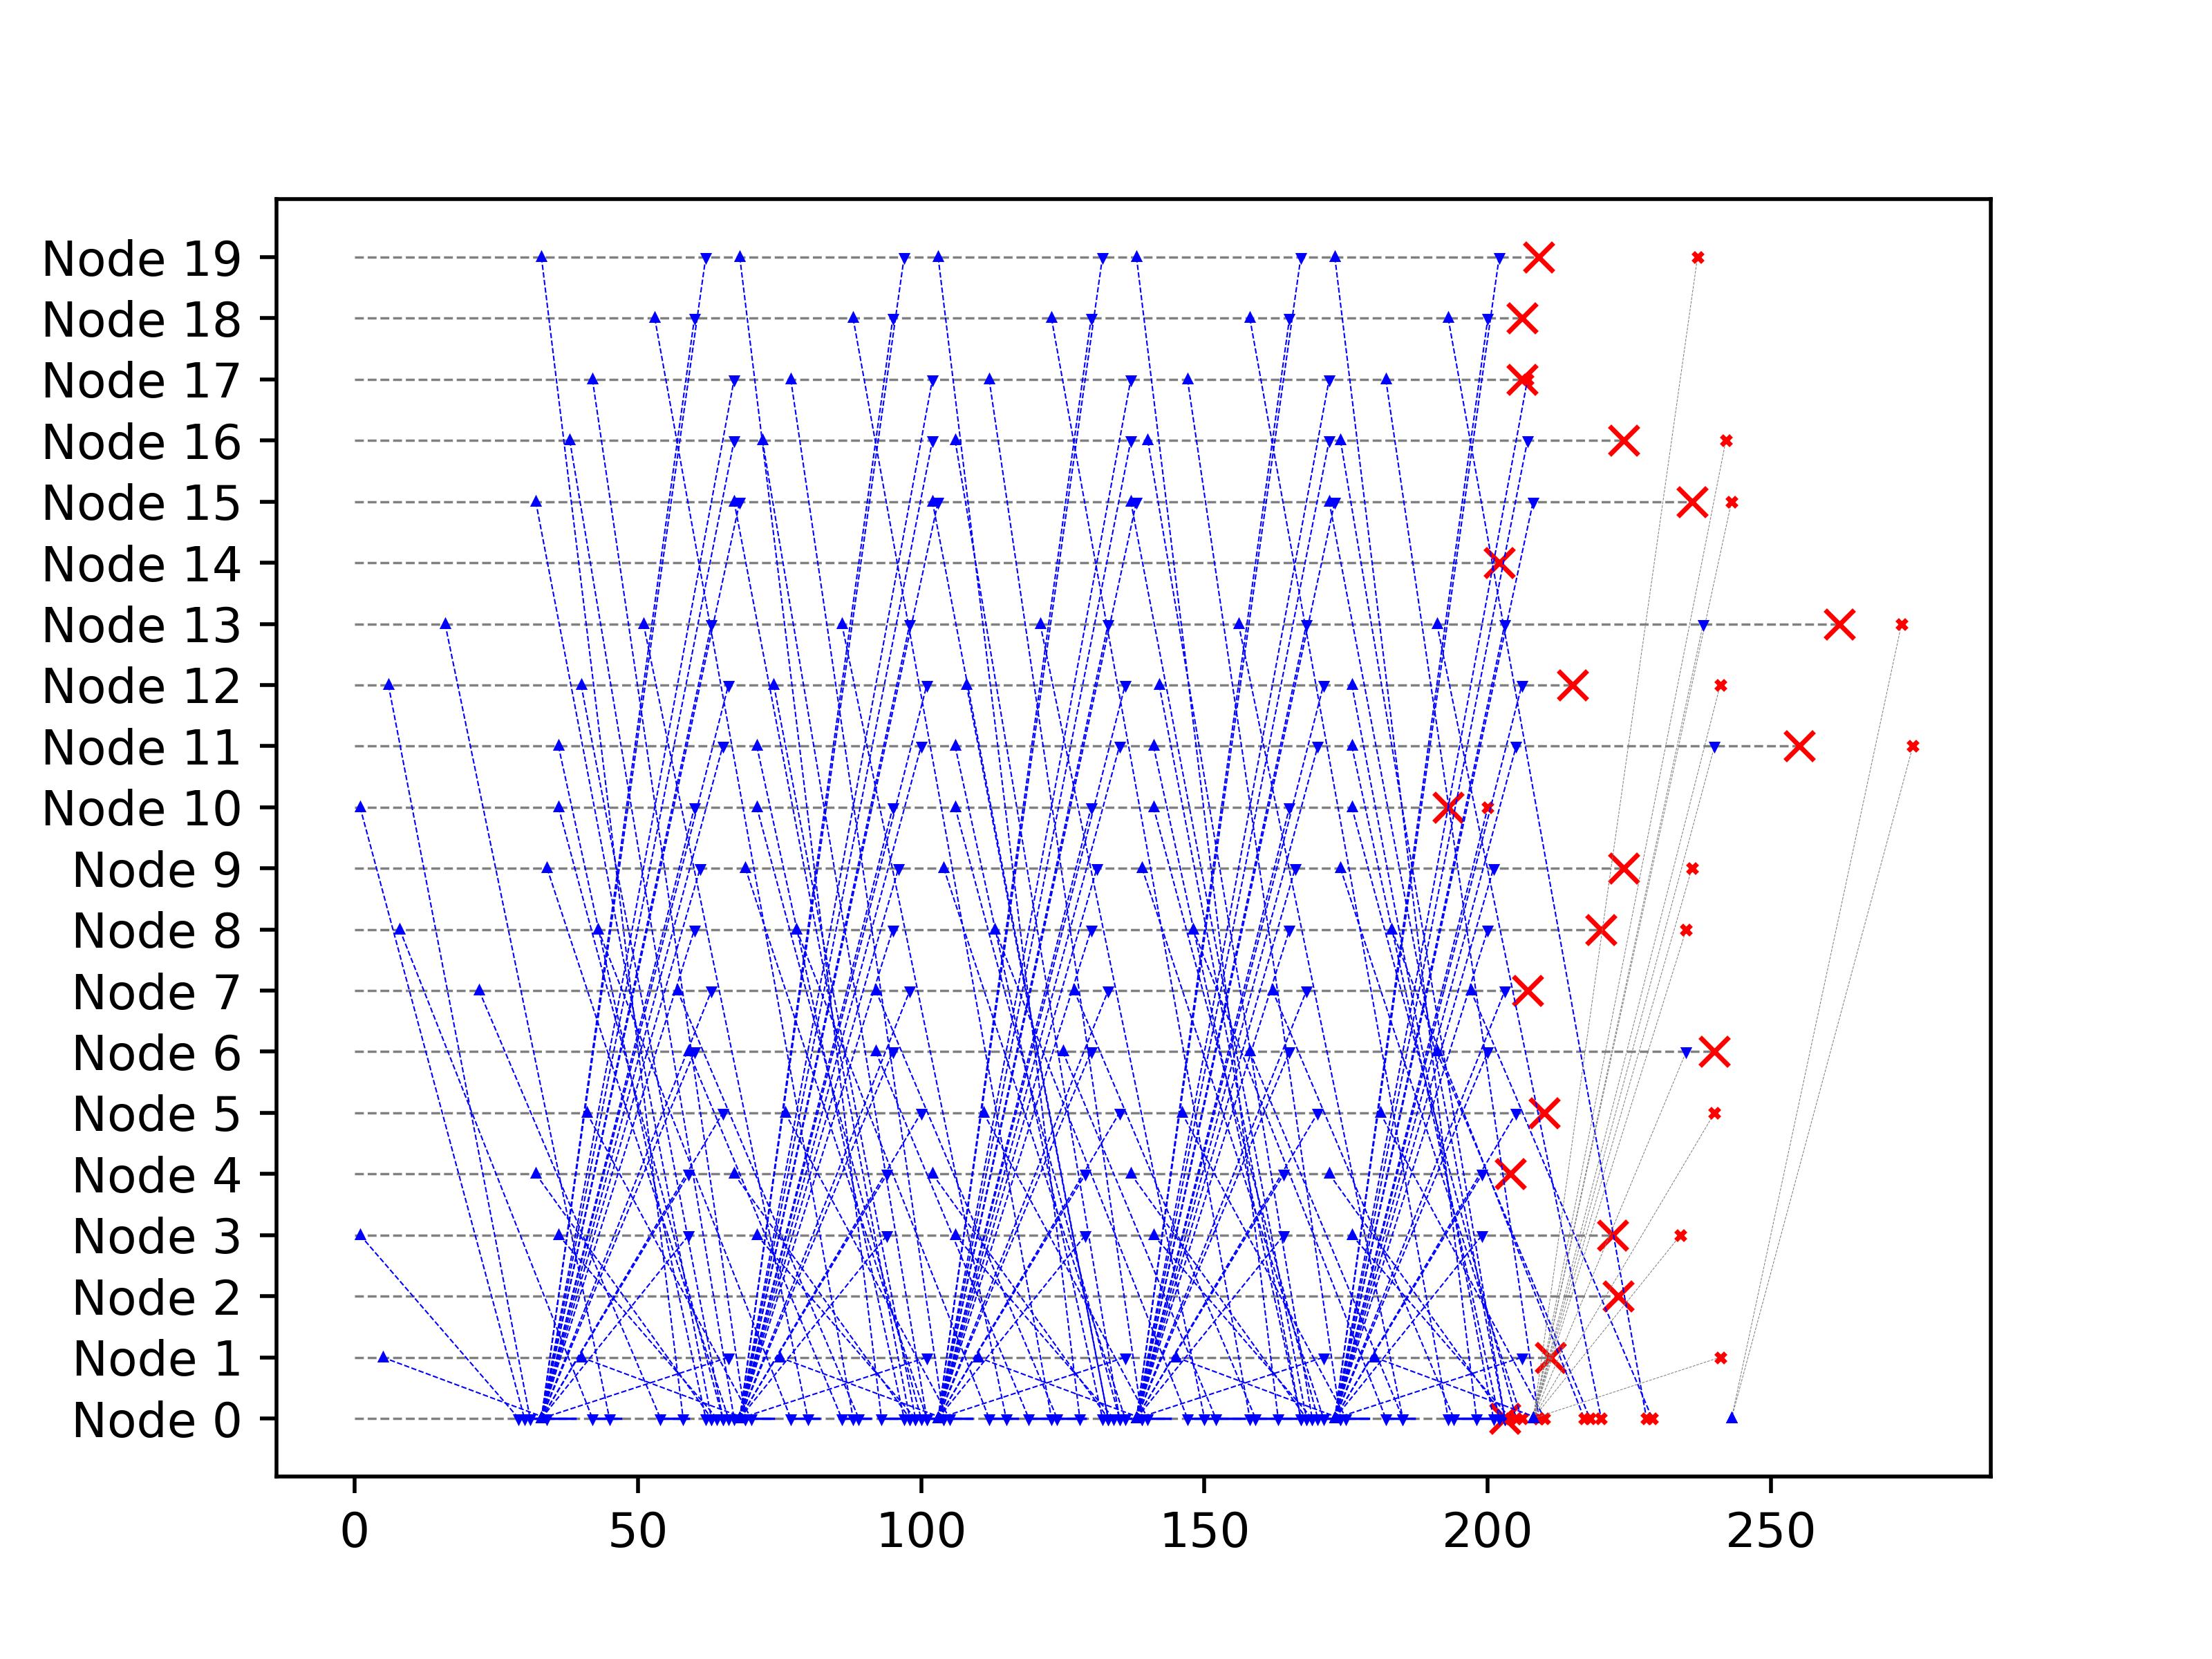 Node 19
Node 18
Node 17
Node 16
Node 15
Node 14
Node 13
Node 12
Node 11
Node 10
Node 9
Node 8
Node 7
Node 6
Node 5
Node 4
Node 3
Node 2
Node 1
Node 0
0 50 100 150 200 250